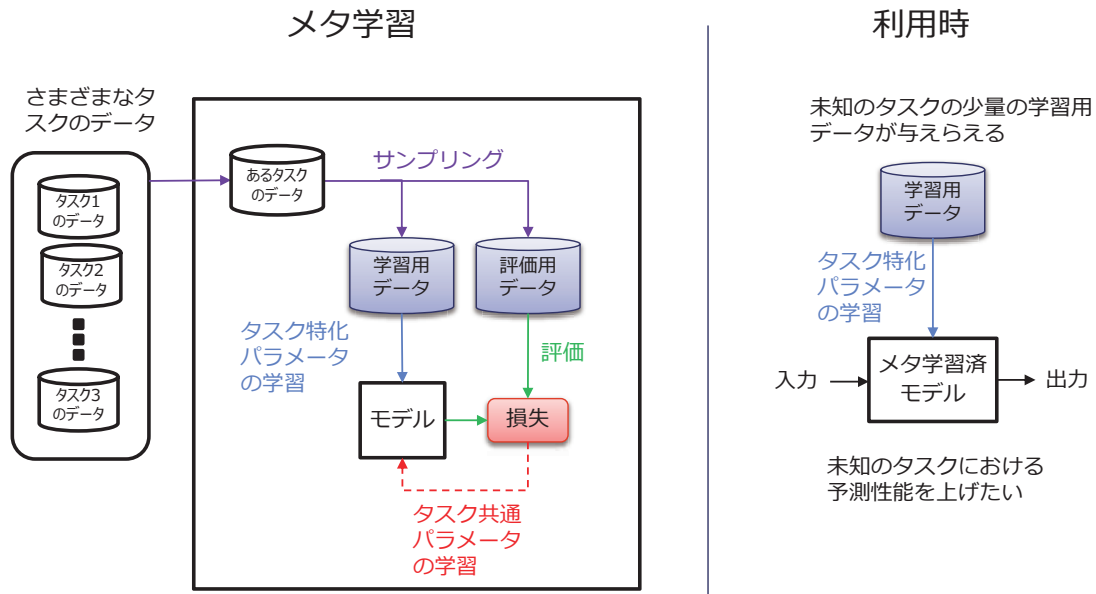 メタ学習
さまざまなタ
スクのデータ
タスク1
のデータ
タスク2
のデータ
タスク3
のデータ
あるタスク
のデータ
サンプリング
学習用
データ
評価用
データ
タスク特化
パラメータ
の学習
評価
モデル
損失
タスク共通
パラメータ
の学習
利用時
未知のタスクの少量の学習用
データが与えらえる
学習用
データ
タスク特化
パラメータ
の学習
入力
メタ学習済
モデル
出力
未知のタスクにおける
予測性能を上げたい